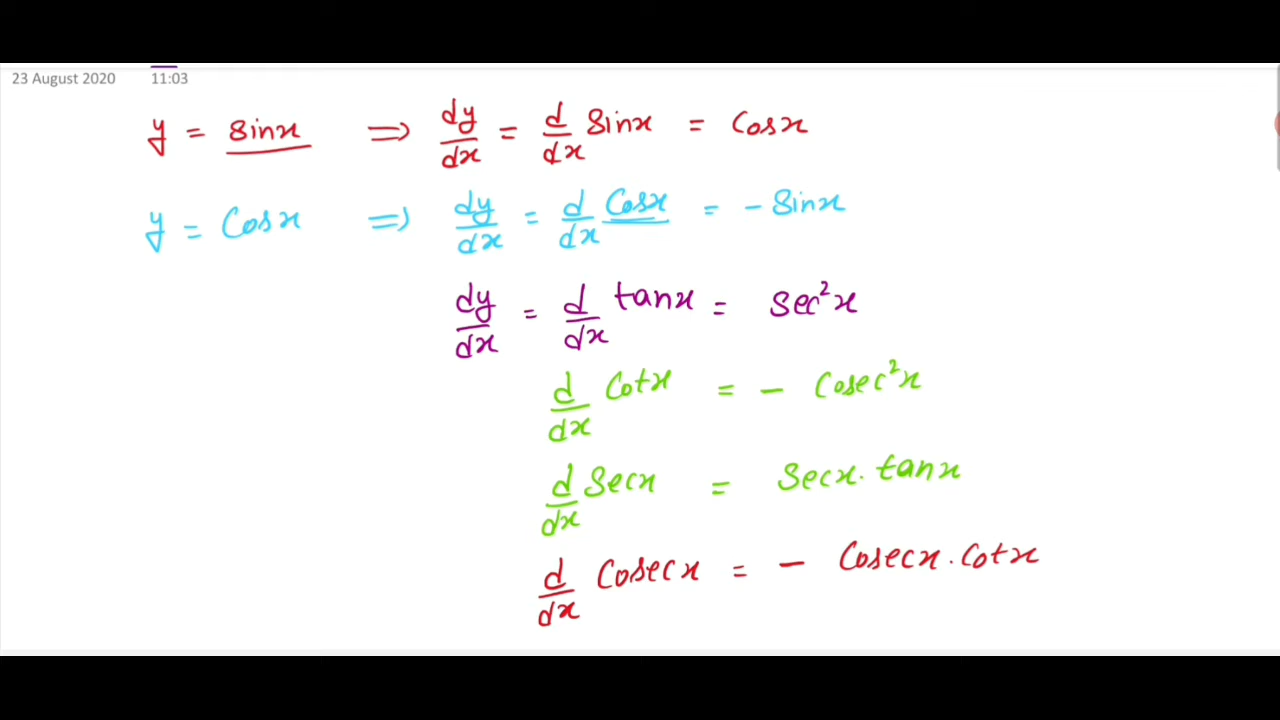 23 August 2020 11:03
y = sinx ⇒ dy/dx = d/dx Sinx = Cosx
y = Cosx ⇒ dy/dx = d/dx Cosx = - Sinx
dy/dx = d/dx tanx = Sec²x
d/dx Cotx = - Cosec²x
d/dx Secx = Secx. tanx
d/dx Cosecx = - Cosecx . Cotx